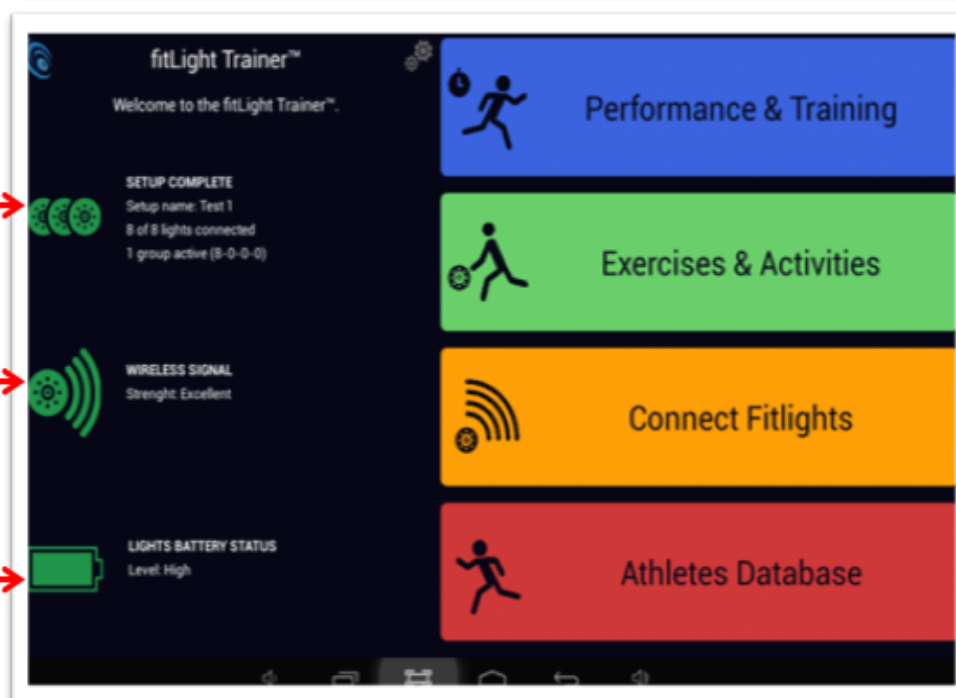 fitLight Trainer™
Welcome to the fitLight Trainer™.
SETUP COMPLETE
Setup name: Test 1
8 of 8 lights connected
1 group active (8-0-0-0)
WIRELESS SIGNAL
Strenght: Excellent
LIGHTS BATTERY STATUS
Level: High
Performance & Training
Exercises & Activities
Connect Fitlights
Athletes Database